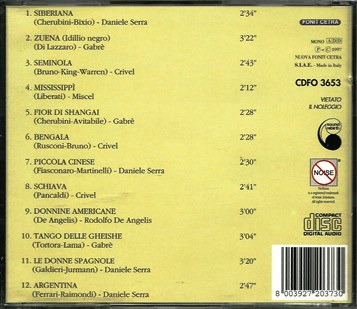 1. SIBERIANA 2'34"
(Cherubini-Bixio) - Daniele Serra
2. ZUENA (Idillio negro) 3'22"
(Di Lazzaro) - Gabrè
3. SEMINOLA 2'43"
(Bruno-King-Warren) - Crivel
4. MISSISSIPÌ 2'12"
(Liberati) - Miscel
5. FIOR DI SHANGAI 2'28"
(Cherubini-Avitabile) - Gabrè
6. BENGALA 2'28"
(Rusconi-Bruno) - Crivel
7. PICCOLA CINESE 2'30"
(Fiasconaro-Martinelli) - Daniele Serra
8. SCHIAVA 2'41"
(Pancaldi) - Crivel
9. DONNINE AMERICANE 3'00"
(De Angelis) - Rodolfo De Angelis
10. TANGO DELLE GHEISHE 3'04"
(Tortora-Lama) - Gabrè
11. LE DONNE SPAGNOLE 3'20"
(Galdieri-Jurmann) - Daniele Serra
12. ARGENTINA 2'47"
(Ferrari-Raimondi) - Daniele Serra
FONIT CETRA
MONO ADD
℗ - © 1997
NUOVA FONIT CETRA
S.I.A.E. - Made in Italy
CDFO 3653
VIETATO
IL NOLEGGIO
NOISE
COMPACT
disc
DIGITAL AUDIO
8 003927 203730